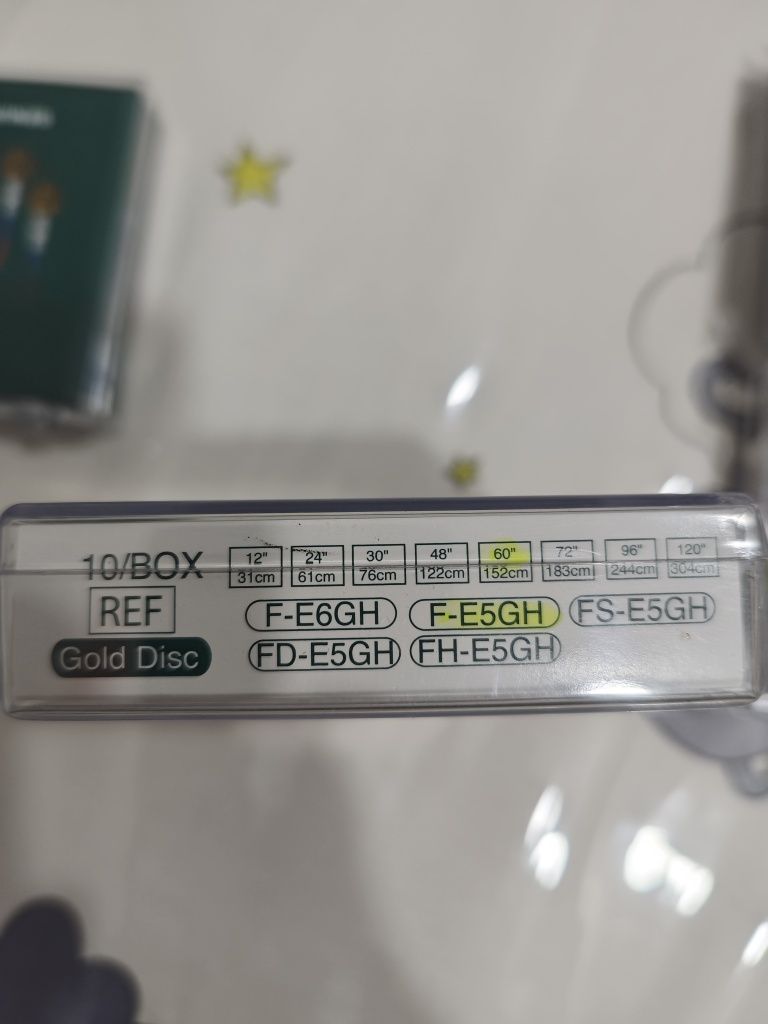 10/BOX 12" 24" 30" 48" 60" 72" 96" 120"
31cm 61cm 76cm 122cm 152cm 183cm 244cm 304cm
REF F-E6GH F-E5GH FS-E5GH
Gold Disc FD-E5GH FH-E5GH